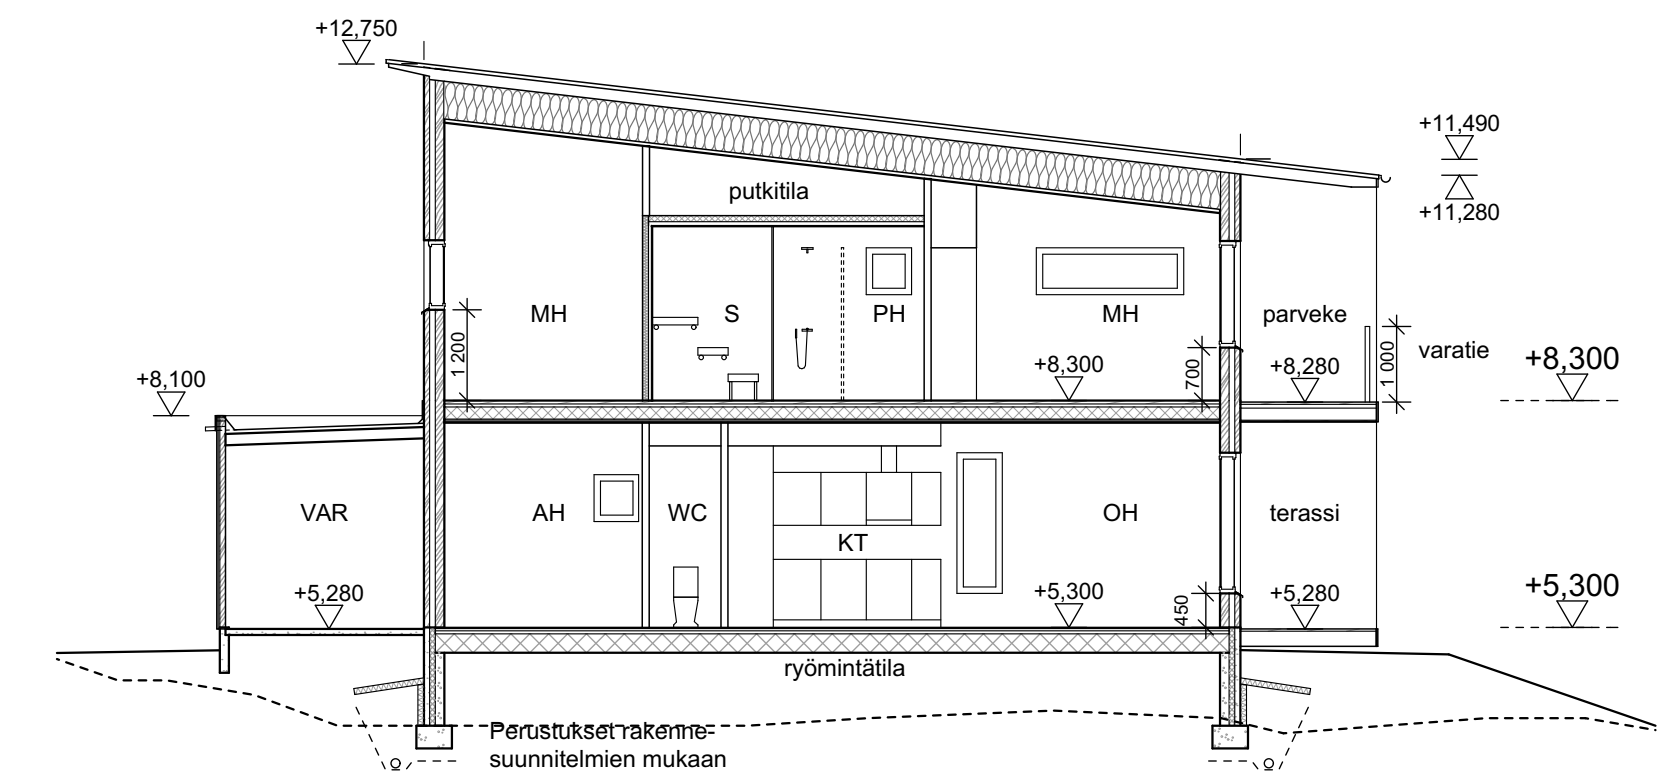 +12,750
+11,490
+11,280
putkitila
MH
S
PH
MH
parveke
varatie
1 200
700
1 000
+8,300
+8,280
+8,300
+8,100
VAR
AH
WC
KT
OH
terassi
+5,280
+5,300
450
+5,280
+5,300
ryömintätila
Perustukset rakenne-
suunnitelmien mukaan